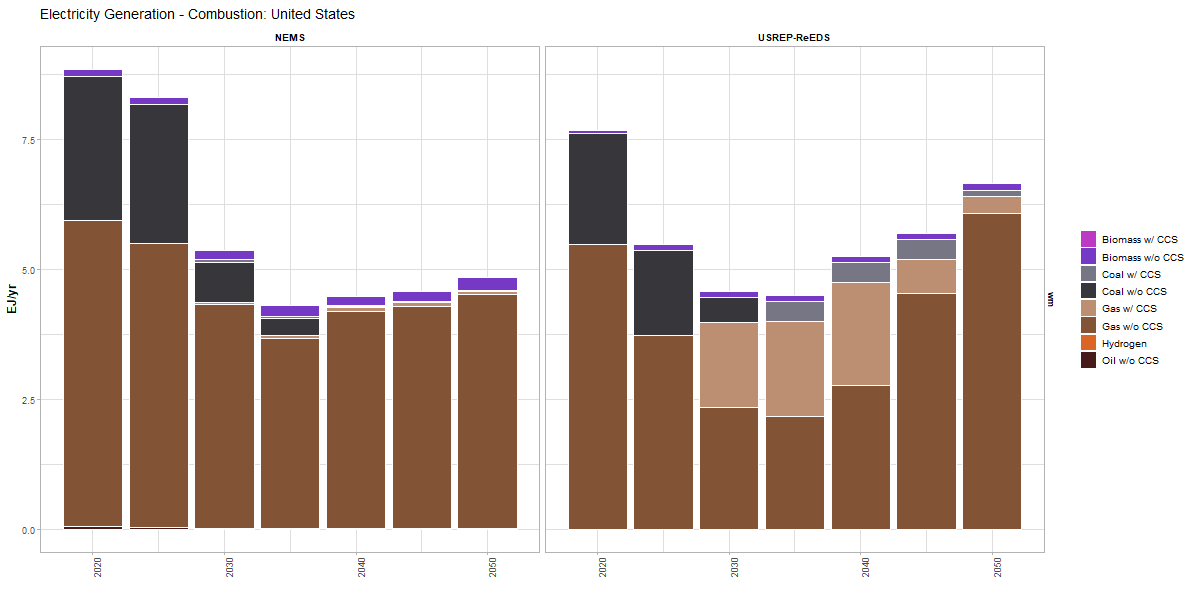 Electricity Generation - Combustion: United States
NEMS
USREP-ReEDS
EJ/yr
7.5
5.0
2.5
0.0
2020
2030
2040
2050
2020
2030
2040
2050
wm
Biomass w/ CCS
Biomass w/o CCS
Coal w/ CCS
Coal w/o CCS
Gas w/ CCS
Gas w/o CCS
Hydrogen
Oil w/o CCS